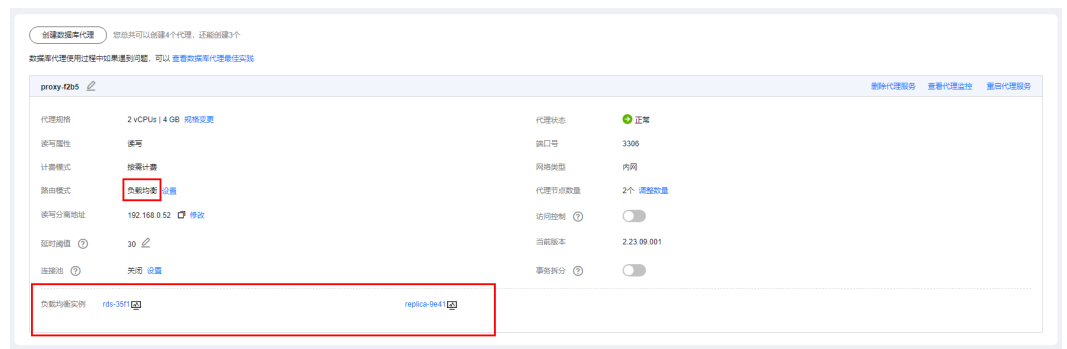 创建数据库代理 您总共可以创建4个代理，还能创建3个
数据库代理使用过程中如果遇到问题，可以 查看数据库代理最佳实践
proxy-f2b5 删除代理服务 查看代理监控 重启代理服务
代理规格 2 vCPUs | 4 GB 规格变更 代理状态 正常
读写属性 读写 端口号 3306
计费模式 按需计费 网络类型 内网
路由模式 负载均衡 设置 代理节点数量 2个 调整数量
读写分离地址 192.168.0.52 修改 访问控制
延时阈值 30 当前版本 2.23.09.001
连接池 关闭 设置 事务拆分
负载均衡实例 rds-35f1 replica-9e41